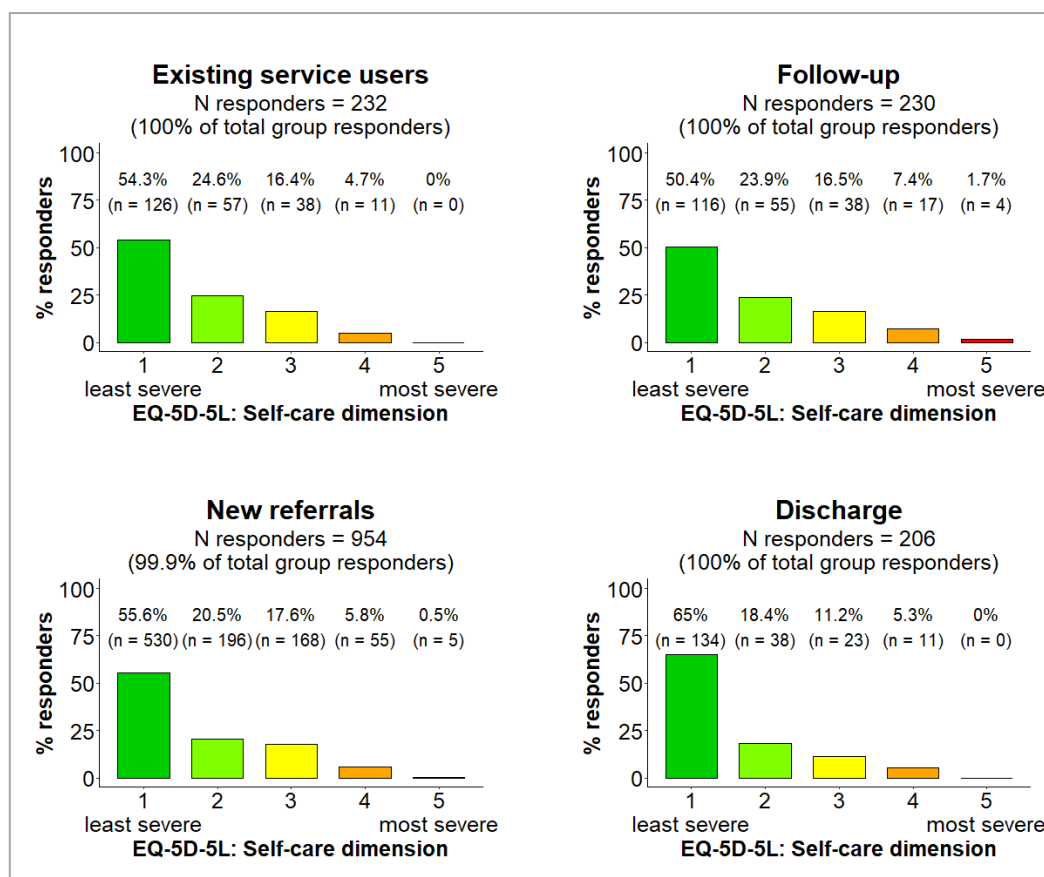 Existing service users
N responders = 232
(100% of total group responders)
100
75
50
25
0
% responders
54.3% 24.6% 16.4% 4.7% 0%
(n = 126) (n = 57) (n = 38) (n = 11) (n = 0)
1 2 3 4 5
least severe most severe
EQ-5D-5L: Self-care dimension
Follow-up
N responders = 230
(100% of total group responders)
100
75
50
25
0
% responders
50.4% 23.9% 16.5% 7.4% 1.7%
(n = 116) (n = 55) (n = 38) (n = 17) (n = 4)
1 2 3 4 5
least severe most severe
EQ-5D-5L: Self-care dimension
New referrals
N responders = 954
(99.9% of total group responders)
100
75
50
25
0
% responders
55.6% 20.5% 17.6% 5.8% 0.5%
(n = 530) (n = 196) (n = 168) (n = 55) (n = 5)
1 2 3 4 5
least severe most severe
EQ-5D-5L: Self-care dimension
Discharge
N responders = 206
(100% of total group responders)
100
75
50
25
0
% responders
65% 18.4% 11.2% 5.3% 0%
(n = 134) (n = 38) (n = 23) (n = 11) (n = 0)
1 2 3 4 5
least severe most severe
EQ-5D-5L: Self-care dimension